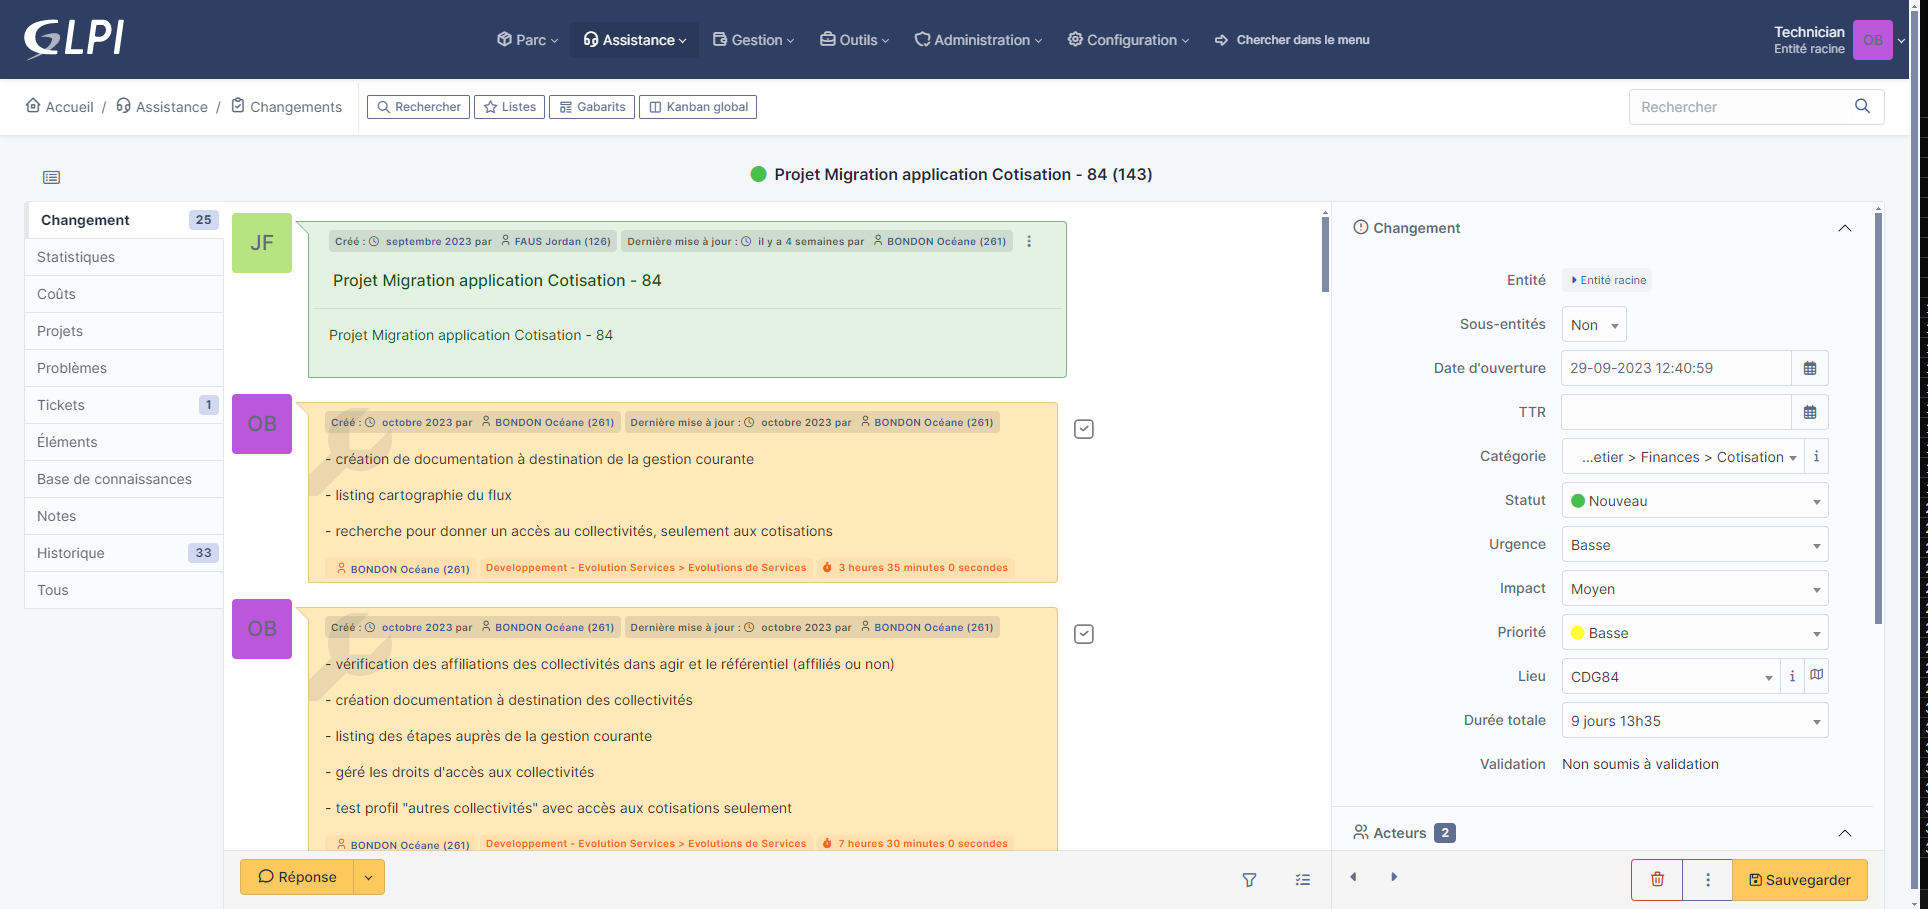 GLPI
Parc
Assistance
Gestion
Outils
Administration
Configuration
Chercher dans le menu
Technician
Entité racine
OB
Accueil / Assistance / Changements
Rechercher
Listes
Gabarits
Kanban global
Rechercher
Projet Migration application Cotisation - 84 (143)
Changement 25
Statistiques
Coûts
Projets
Problèmes
Tickets 1
Éléments
Base de connaissances
Notes
Historique 33
Tous
JF
Créé : septembre 2023 par FAUS Jordan (126) Dernière mise à jour : il y a 4 semaines par BONDON Océane (261)
Projet Migration application Cotisation - 84
Projet Migration application Cotisation - 84
OB
Créé : octobre 2023 par BONDON Océane (261) Dernière mise à jour : octobre 2023 par BONDON Océane (261)
- création de documentation à destination de la gestion courante
- listing cartographie du flux
- recherche pour donner un accès au collectivités, seulement aux cotisations
BONDON Océane (261) Developpement - Evolution Services > Evolutions de Services 3 heures 35 minutes 0 secondes
OB
Créé : octobre 2023 par BONDON Océane (261) Dernière mise à jour : octobre 2023 par BONDON Océane (261)
- vérification des affiliations des collectivités dans agir et le référentiel (affiliés ou non)
- création documentation à destination des collectivités
- listing des étapes auprès de la gestion courante
- géré les droits d'accès aux collectivités
- test profil "autres collectivités" avec accès aux cotisations seulement
BONDON Océane (261) Developpement - Evolution Services > Evolutions de Services 7 heures 30 minutes 0 secondes
Réponse
Changement
Entité Entité racine
Sous-entités Non
Date d'ouverture 29-09-2023 12:40:59
TTR
Catégorie ...etier > Finances > Cotisation
Statut Nouveau
Urgence Basse
Impact Moyen
Priorité Basse
Lieu CDG84
Durée totale 9 jours 13h35
Validation Non soumis à validation
Acteurs 2
Sauvegarder